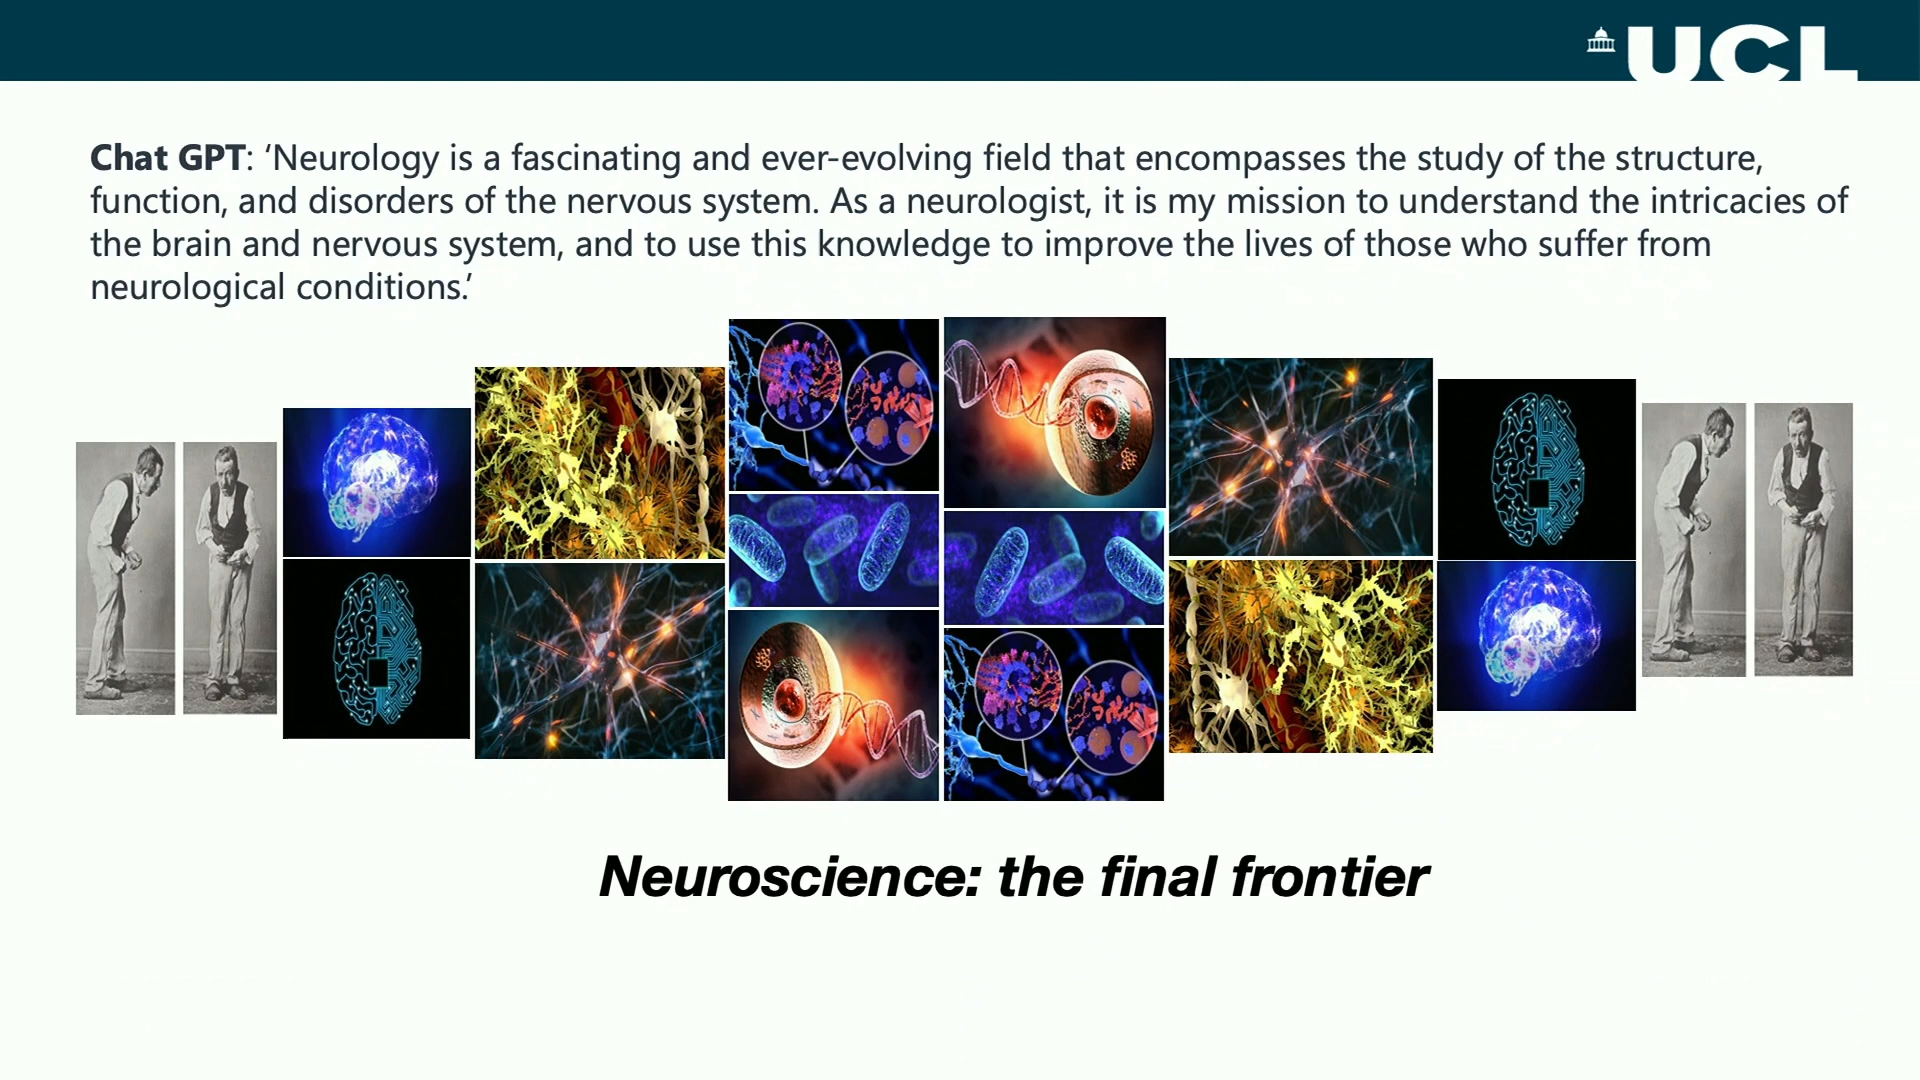 UCL
Chat GPT: ‘Neurology is a fascinating and ever-evolving field that encompasses the study of the structure,
function, and disorders of the nervous system. As a neurologist, it is my mission to understand the intricacies of
the brain and nervous system, and to use this knowledge to improve the lives of those who suffer from
neurological conditions.’
Neuroscience: the final frontier